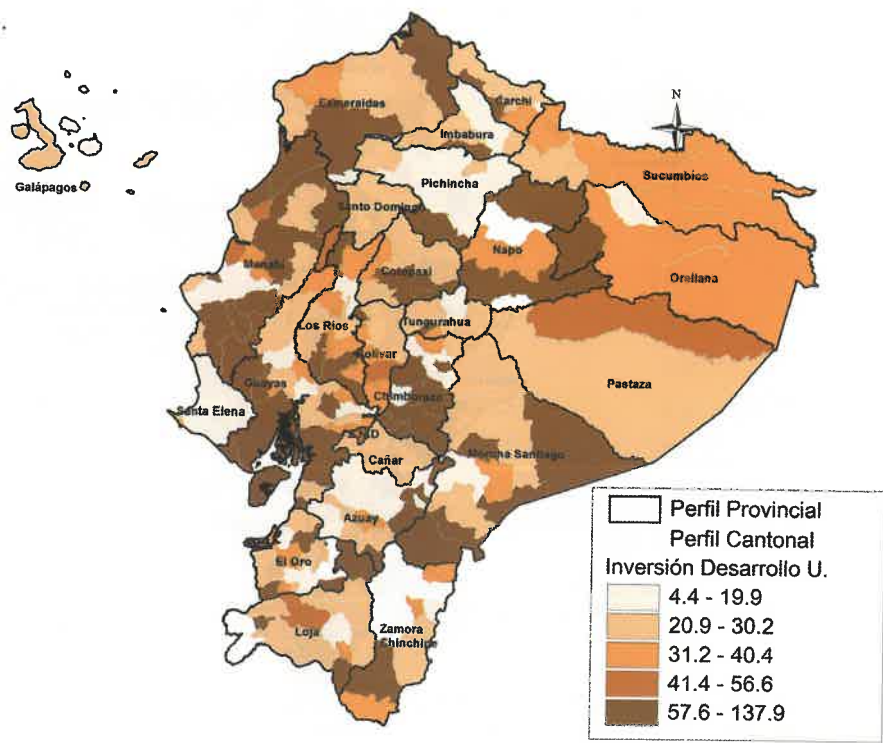 Esmeraldas
Carchi
Imbabura
N
Sucumbios
Galápagos
Pichincha
Santo Domingo
Manabí
Napo
Cotopaxi
Orellana
Los Ríos
Tungurahua
Bolívar
Pastaza
Guayas
Chimborazo
Santa Elena
Cañar
Morona Santiago
Azuay
El Oro
Loja
Zamora
Chinchipe
Perfil Provincial
Perfil Cantonal
Inversión Desarrollo U.
4.4 - 19.9
20.9 - 30.2
31.2 - 40.4
41.4 - 56.6
57.6 - 137.9